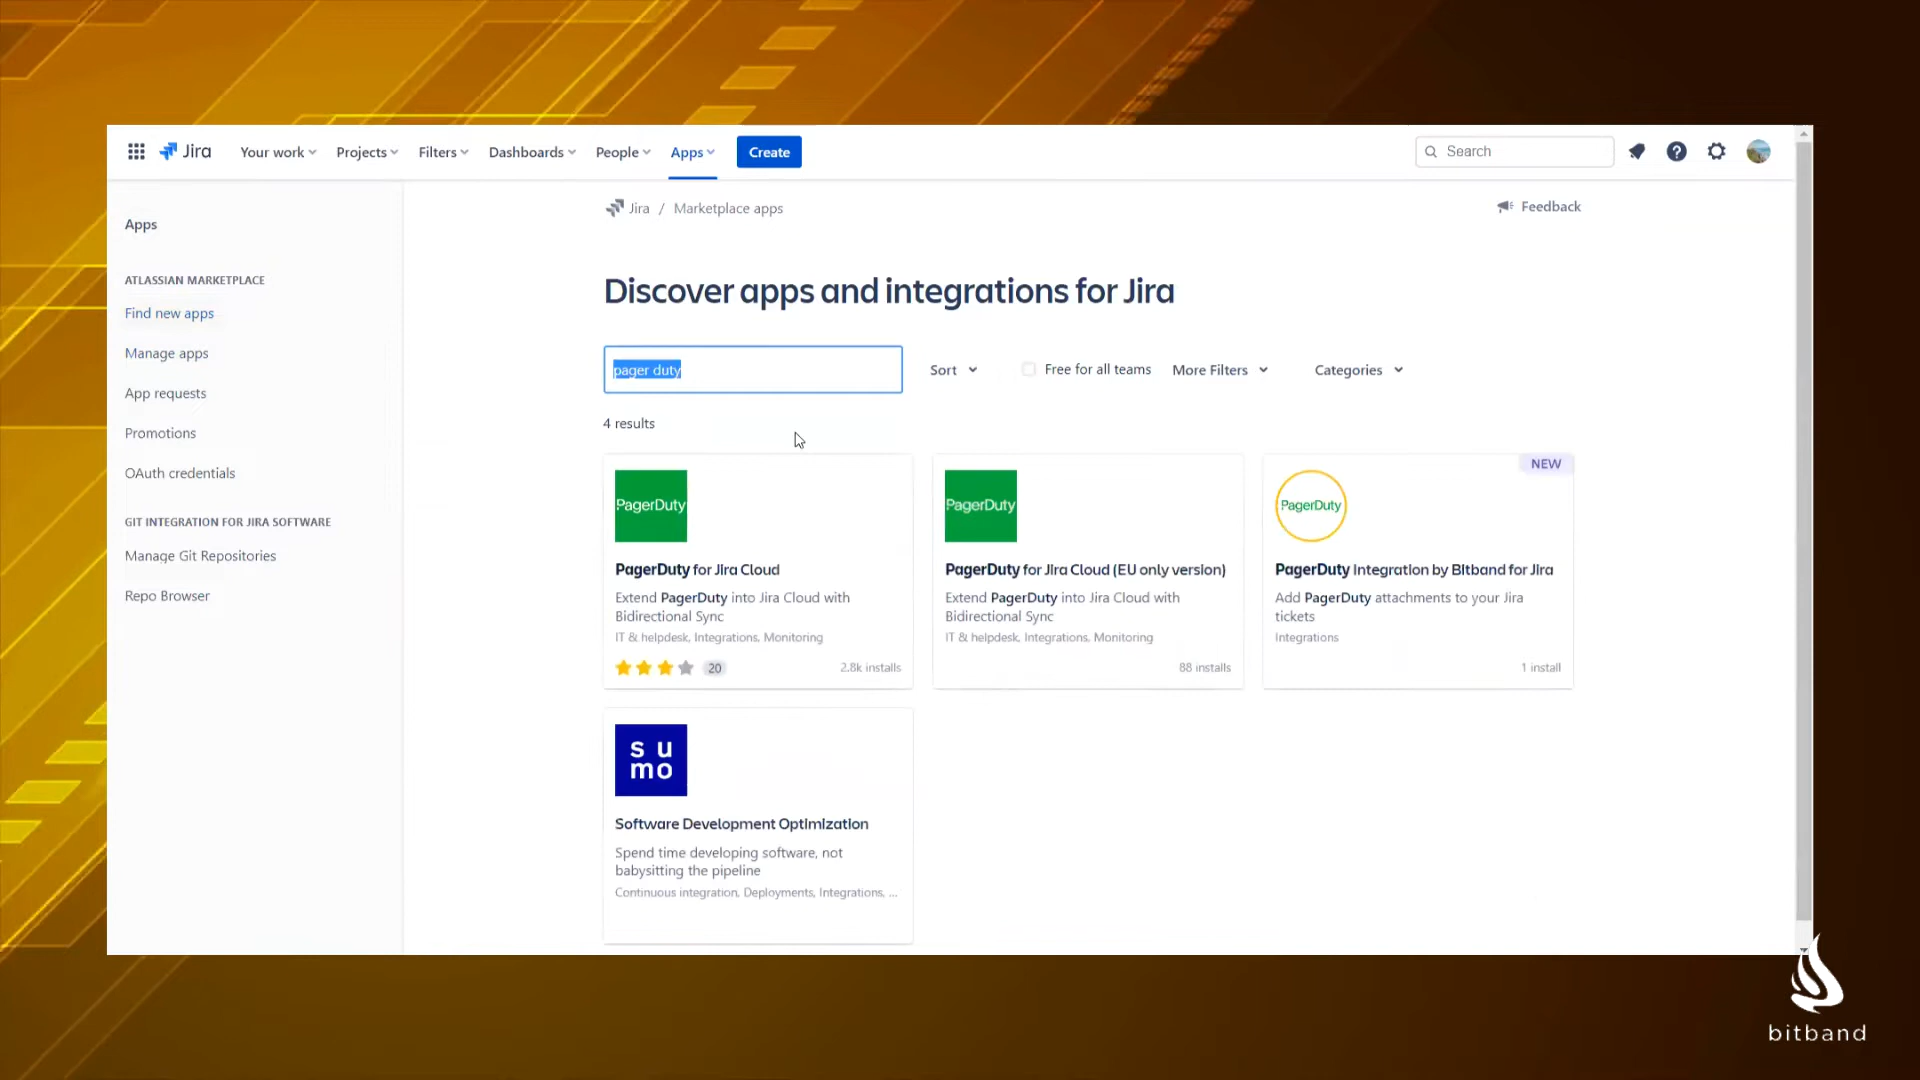 Jira
Your work
Projects
Filters
Dashboards
People
Apps
Create
Search
Apps
ATLASSIAN MARKETPLACE
Find new apps
Manage apps
App requests
Promotions
OAuth credentials
GIT INTEGRATION FOR JIRA SOFTWARE
Manage Git Repositories
Repo Browser
Jira / Marketplace apps
Feedback
Discover apps and integrations for Jira
pager duty
Sort
Free for all teams
More Filters
Categories
4 results
PagerDuty
PagerDuty for Jira Cloud
Extend PagerDuty into Jira Cloud with
Bidirectional Sync
IT & helpdesk, Integrations, Monitoring
20
2.8k installs
PagerDuty
PagerDuty for Jira Cloud (EU only version)
Extend PagerDuty into Jira Cloud with
Bidirectional Sync
IT & helpdesk, Integrations, Monitoring
88 installs
NEW
PagerDuty
PagerDuty Integration by Bitband for Jira
Add PagerDuty attachments to your Jira
tickets
Integrations
1 install
su
mo
Software Development Optimization
Spend time developing software, not
babysitting the pipeline
Continuous integration, Deployments, Integrations, ...
bitband